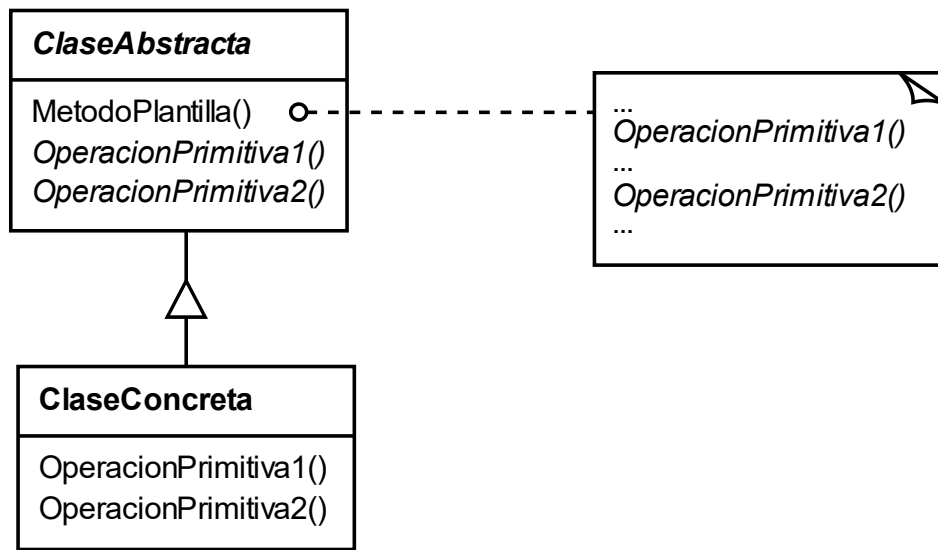 ClaseAbstracta
MetodoPlantilla()
OperacionPrimitiva1()
OperacionPrimitiva2()
...
OperacionPrimitiva1()
...
OperacionPrimitiva2()
...
ClaseConcreta
OperacionPrimitiva1()
OperacionPrimitiva2()